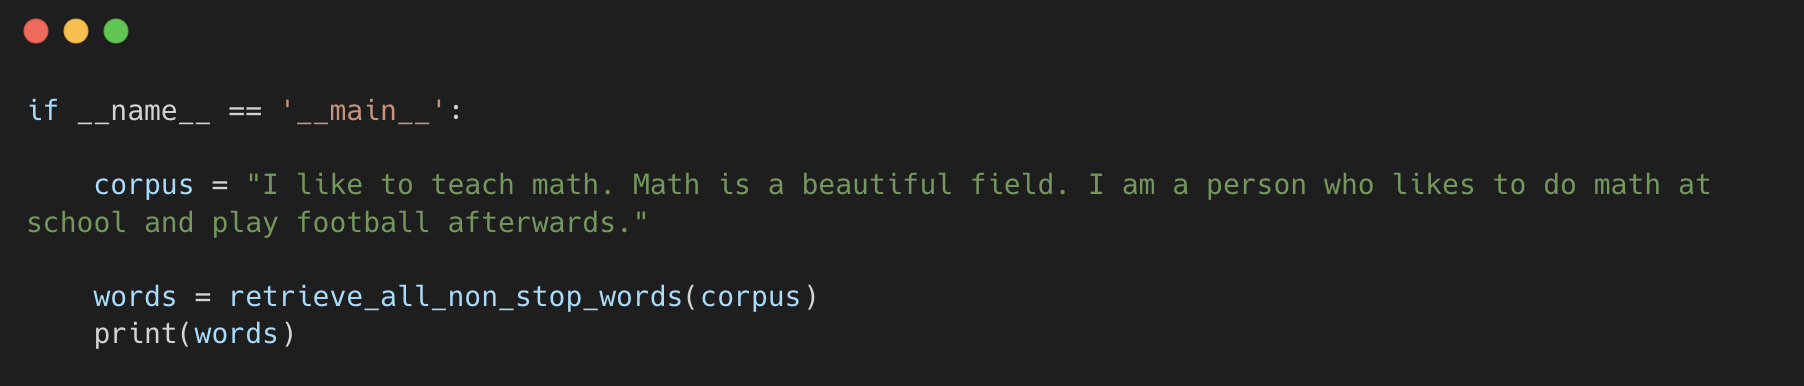 if __name__ == '__main__':
corpus = "I like to teach math. Math is a beautiful field. I am a person who likes to do math at
school and play football afterwards."
words = retrieve_all_non_stop_words(corpus)
print(words)